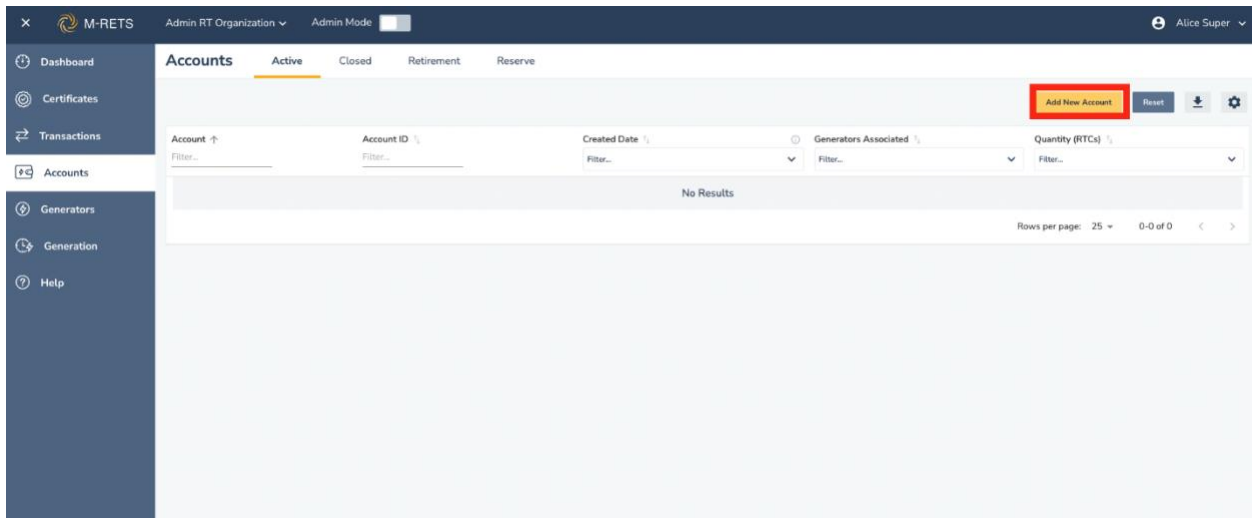 M-RETS Admin RT Organization Admin Mode Alice Super
Dashboard
Certificates
Transactions
Accounts
Generators
Generation
Help
Accounts Active Closed Retirement Reserve
Add New Account Reset
Account Account ID Created Date Generators Associated Quantity (RTCs)
Filter... Filter... Filter... Filter... Filter...
No Results
Rows per page: 25 0-0 of 0